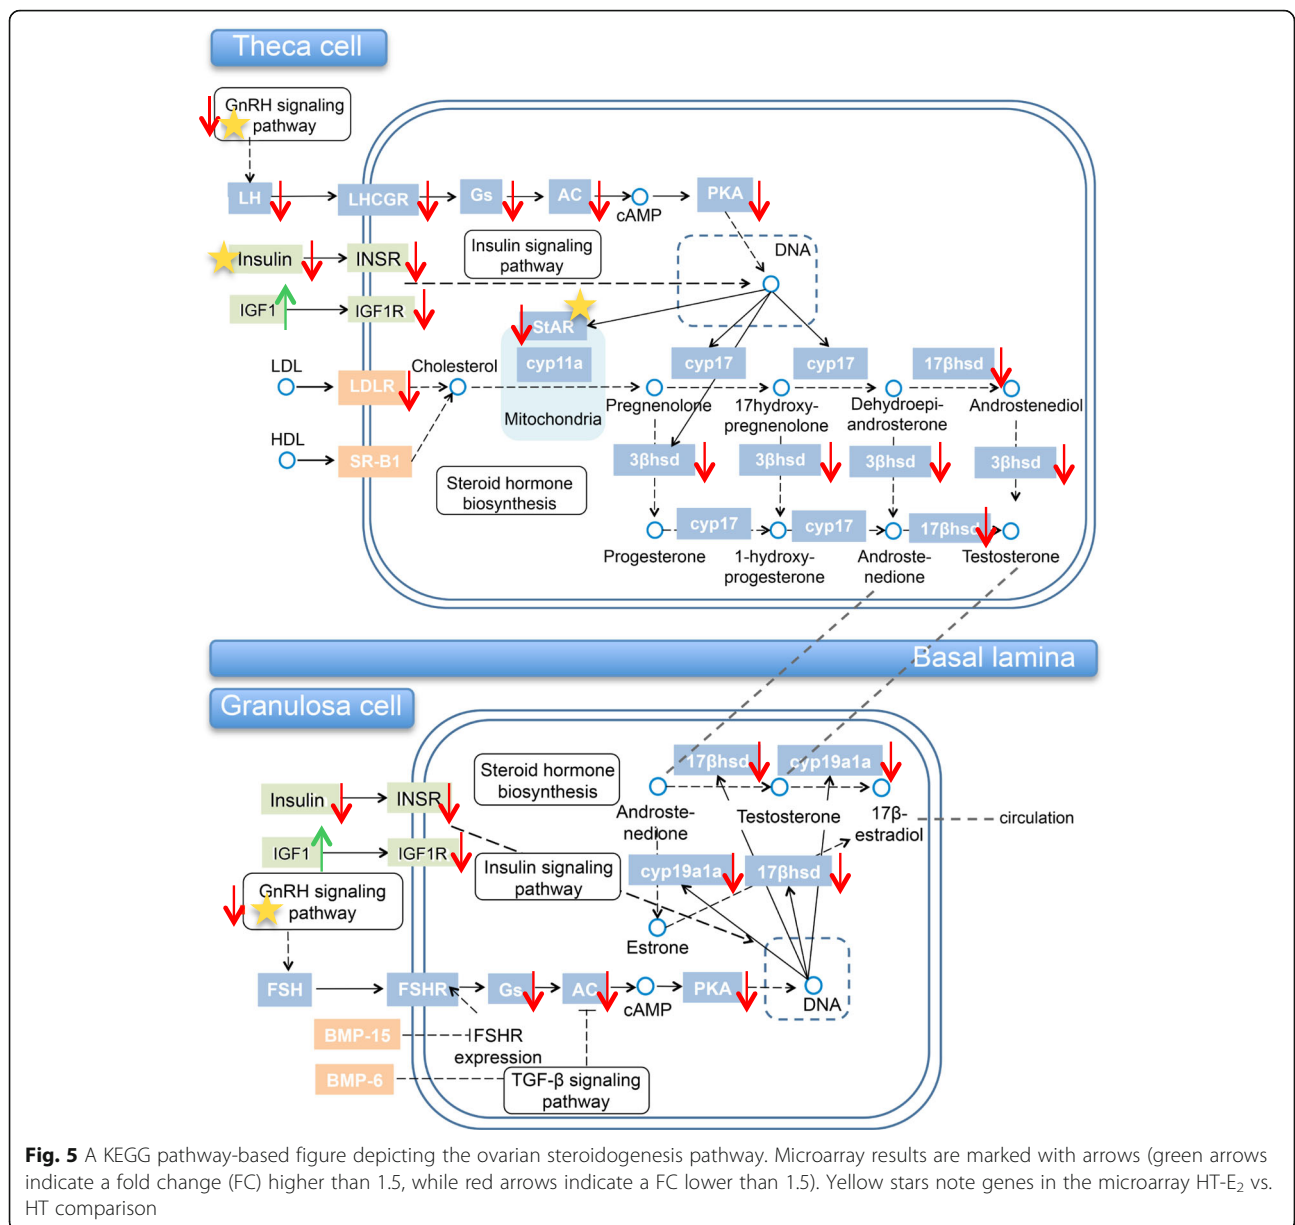 Theca cell
GnRH signaling
pathway
LH
LHCGR
Gs
AC
cAMP
PKA
Insulin
INSR
Insulin signaling
pathway
DNA
IGF1
IGF1R
StAR
cyp11a
Mitochondria
LDL
LDLR
Cholesterol
cyp17
cyp17
17βhsd
Pregnenolone
17hydroxy-
pregnenolone
Dehydroepi-
androsterone
Androstenediol
HDL
SR-B1
3βhsd
3βhsd
3βhsd
3βhsd
Steroid hormone
biosynthesis
cyp17
cyp17
17βhsd
Progesterone
1-hydroxy-
progesterone
Androste-
nedione
Testosterone
Basal lamina
Granulosa cell
Steroid hormone
biosynthesis
17βhsd
cyp19a1a
Insulin
INSR
Androste-
nedione
Testosterone
17β-
estradiol
circulation
IGF1
IGF1R
Insulin signaling
pathway
cyp19a1a
17βhsd
GnRH signaling
pathway
Estrone
FSH
FSHR
Gs
AC
cAMP
PKA
DNA
BMP-15
FSHR
expression
BMP-6
TGF-β signaling
pathway
Fig. 5 A KEGG pathway-based figure depicting the ovarian steroidogenesis pathway. Microarray results are marked with arrows (green arrows
indicate a fold change (FC) higher than 1.5, while red arrows indicate a FC lower than 1.5). Yellow stars note genes in the microarray HT-E₂ vs.
HT comparison